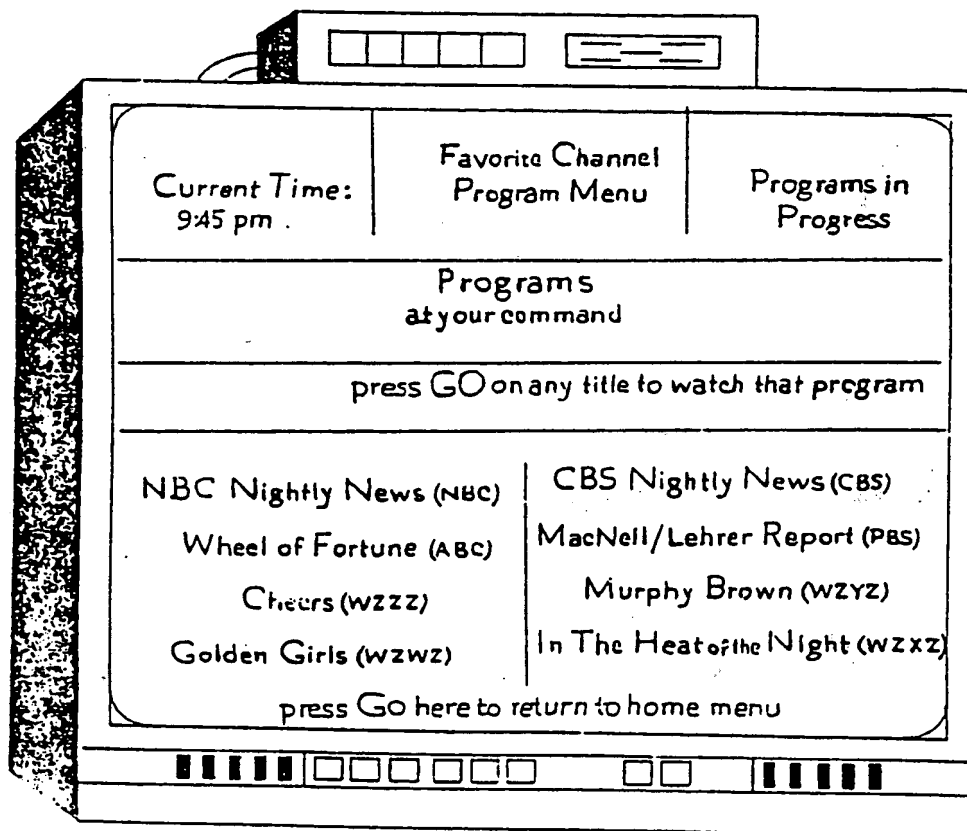 Current Time:
9:45 pm .
Favorite Channel
Program Menu
Programs in
Progress
Programs
at your command
press GO on any title to watch that program
NBC Nightly News (NBC)
Wheel of Fortune (ABC)
Cheers (WZZZ)
Golden Girls (WZWZ)
CBS Nightly News (CBS)
MacNell/Lehrer Report (PBS)
Murphy Brown (WZYZ)
In The Heat of the Night (WZXZ)
press Go here to return to home menu